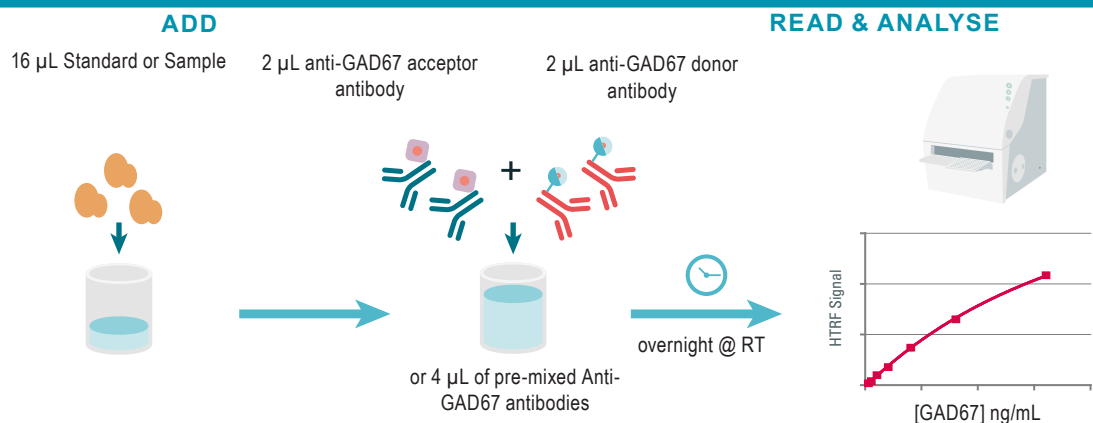 ADD
READ & ANALYSE
16 µL Standard or Sample
2 µL anti-GAD67 acceptor
antibody
2 µL anti-GAD67 donor
antibody
+
or 4 µL of pre-mixed Anti-
GAD67 antibodies
overnight @ RT
HTRF Signal
[GAD67] ng/mL